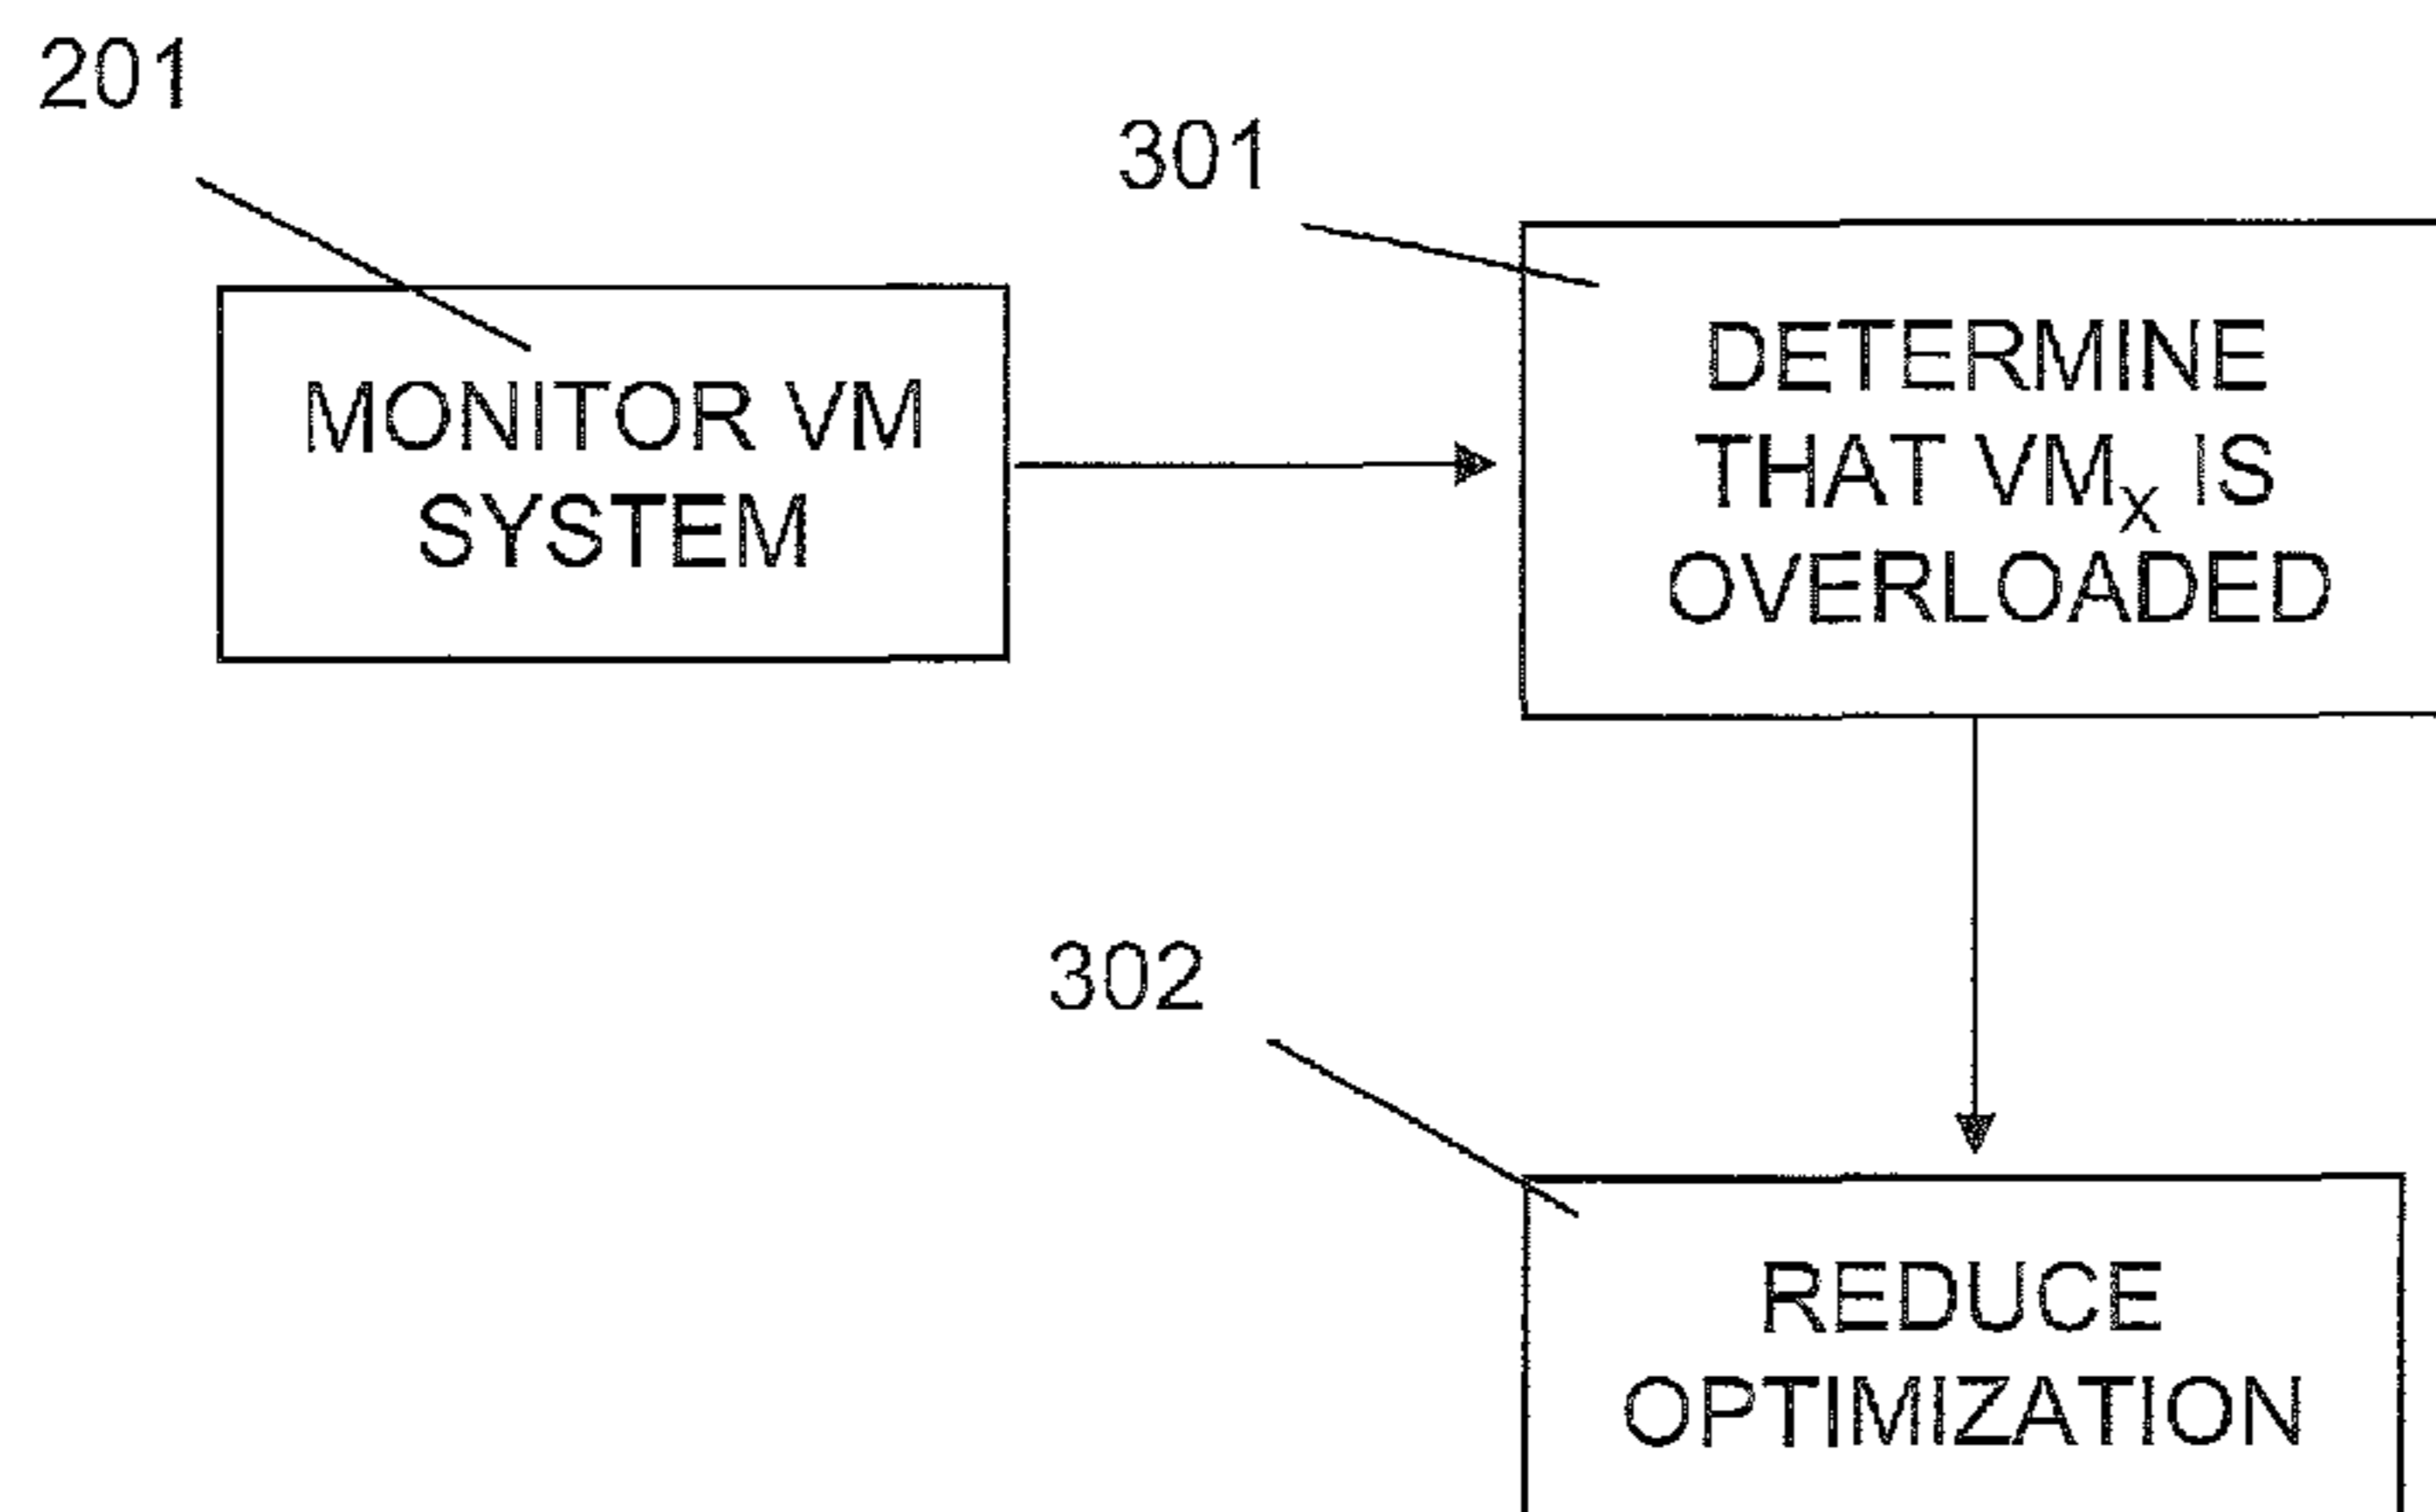 201
301
MONITOR VM
SYSTEM
DETERMINE
THAT VMX IS
OVERLOADED
302
REDUCE
OPTIMIZATION